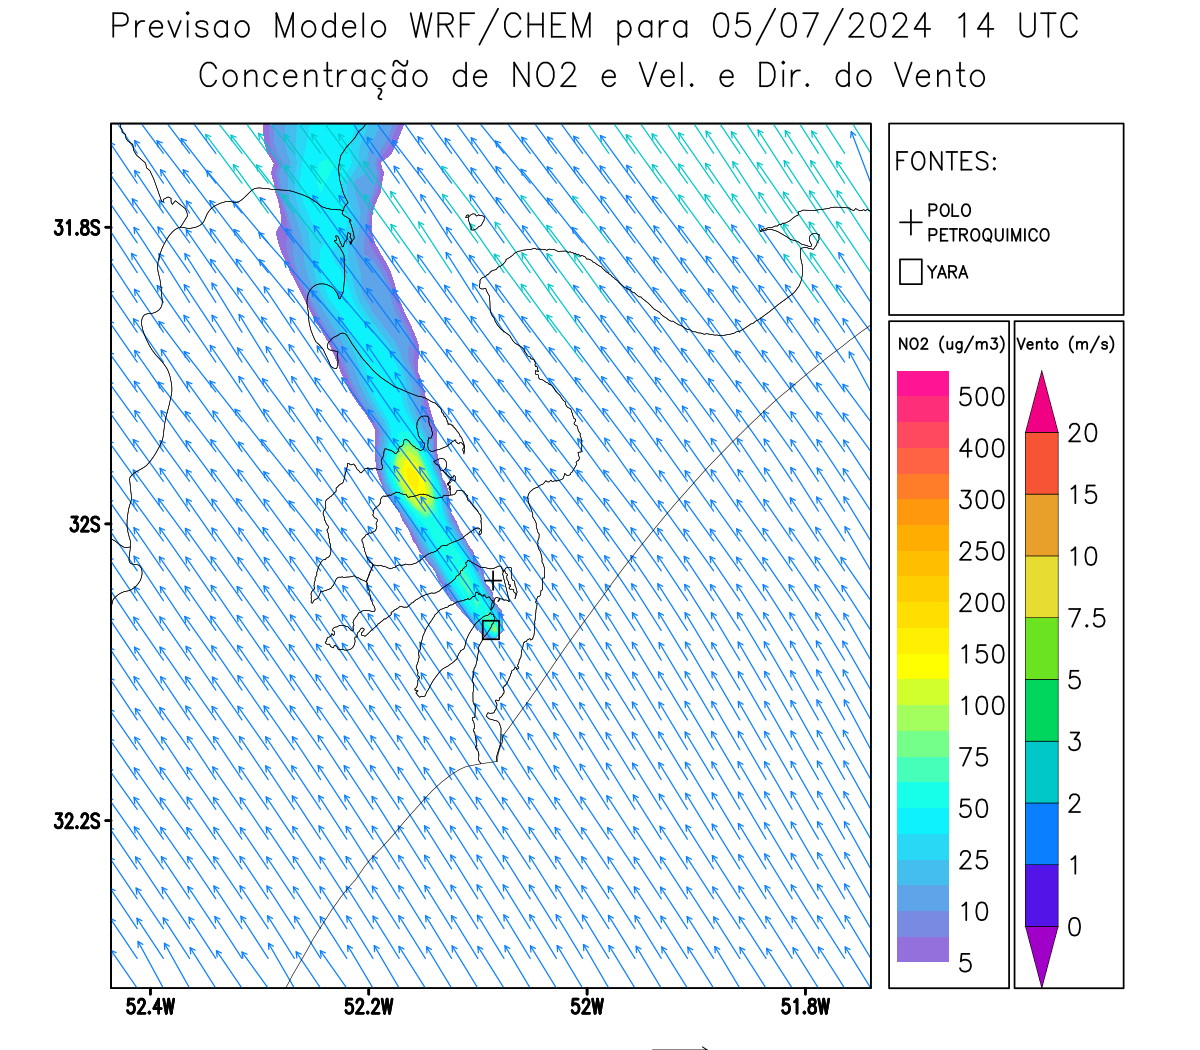 Previsao Modelo WRF/CHEM para 05/07/2024 14 UTC
Concentração de NO2 e Vel. e Dir. do Vento
FONTES:
POLO
PETROQUIMICO
YARA
NO2 (ug/m3)
500
400
300
250
200
150
100
75
50
25
10
5
Vento (m/s)
20
15
10
7.5
5
3
2
1
0
31.8S
32S
32.2S
52.4W 52.2W 52W 51.8W